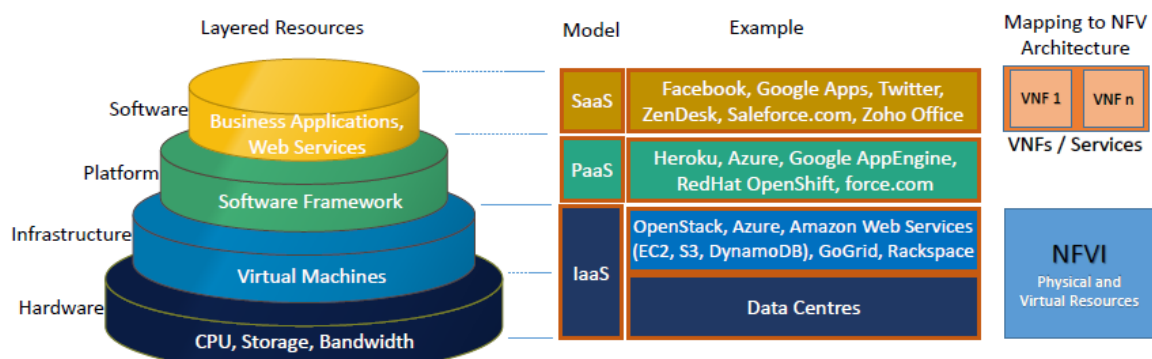 Layered Resources
Model
Example
Mapping to NFV
Architecture
Software
Business Applications,
Web Services
SaaS
Facebook, Google Apps, Twitter,
ZenDesk, Saleforce.com, Zoho Office
VNF 1
VNF n
VNFs / Services
Platform
Software Framework
PaaS
Heroku, Azure, Google AppEngine,
RedHat OpenShift, force.com
Infrastructure
Virtual Machines
IaaS
OpenStack, Azure, Amazon Web Services
(EC2, S3, DynamoDB), GoGrid, Rackspace
NFVI
Physical and
Virtual Resources
Hardware
CPU, Storage, Bandwidth
Data Centres